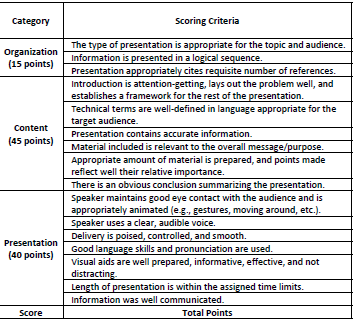 Category Scoring Criteria
Organization
(15 points)
The type of presentation is appropriate for the topic and audience.
Information is presented in a logical sequence.
Presentation appropriately cites requisite number of references.
Content
(45 points)
Introduction is attention-getting, lays out the problem well, and
establishes a framework for the rest of the presentation.
Technical terms are well-defined in language appropriate for the
target audience.
Presentation contains accurate information.
Material included is relevant to the overall message/purpose.
Appropriate amount of material is prepared, and points made
reflect well their relative importance.
There is an obvious conclusion summarizing the presentation.
Presentation
(40 points)
Speaker maintains good eye contact with the audience and is
appropriately animated (e.g., gestures, moving around, etc.).
Speaker uses a clear, audible voice.
Delivery is poised, controlled, and smooth.
Good language skills and pronunciation are used.
Visual aids are well prepared, informative, effective, and not
distracting.
Length of presentation is within the assigned time limits.
Information was well communicated.
Score Total Points